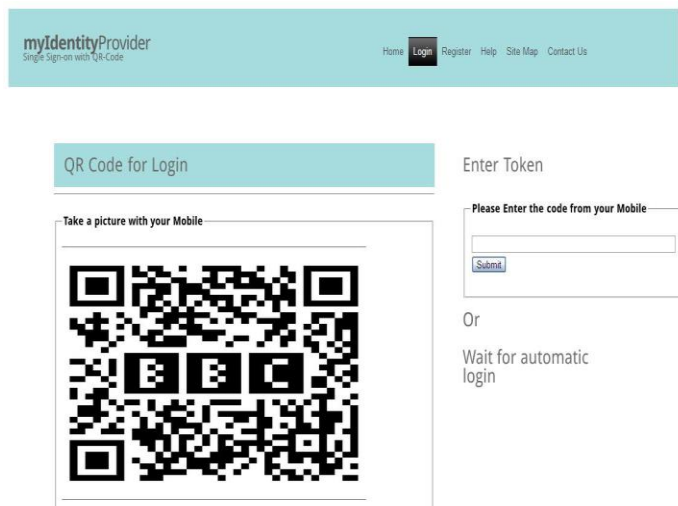 myIdentityProvider
Single Sign-on with QR-Code
Home Login Register Help Site Map Contact Us
QR Code for Login
Take a picture with your Mobile
BBC
Enter Token
Please Enter the code from your Mobile
Submit
Or
Wait for automatic
login